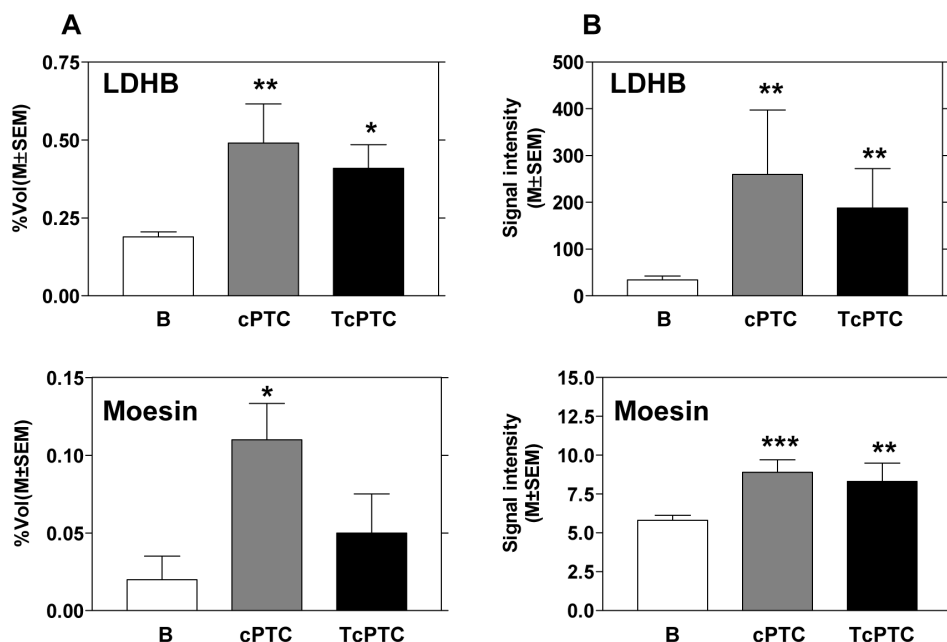 A
B
%Vol(M±SEM)
0.75
0.50
0.25
0.00
LDHB
**
*
B
cPTC
TcPTC
Signal intensity
(M±SEM)
500
400
300
200
100
0
LDHB
**
**
B
cPTC
TcPTC
%Vol(M±SEM)
0.15
0.10
0.05
0.00
Moesin
*
B
cPTC
TcPTC
Signal intensity
(M±SEM)
15.0
12.5
10.0
7.5
5.0
2.5
0.0
Moesin
***
**
B
cPTC
TcPTC